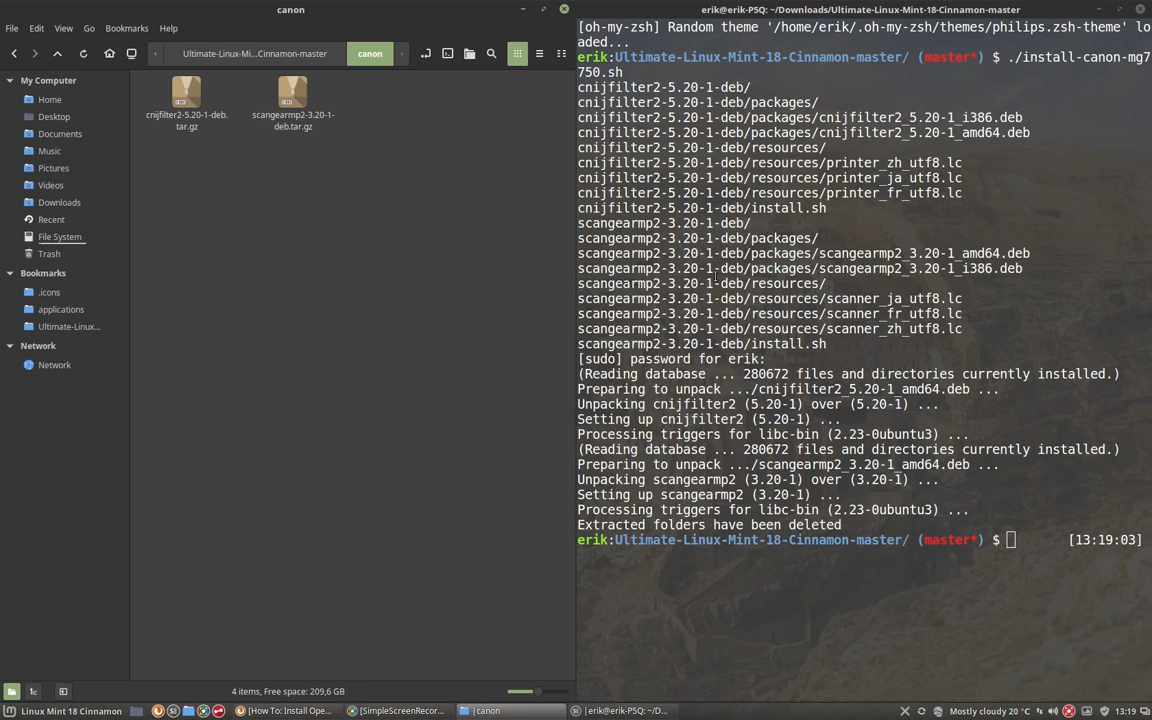 canon
File Edit View Go Bookmarks Help
Ultimate-Linux-Mi...Cinnamon-master
canon
My Computer
Home
Desktop
Documents
Music
Pictures
Videos
Downloads
Recent
File System
Trash
Bookmarks
.icons
applications
Ultimate-Linux...
Network
Network
cnijfilter2-5.20-1-deb.
tar.gz
scangearmp2-3.20-1-
deb.tar.gz
4 items, Free space: 209,6 GB
erik@erik-P5Q: ~/Downloads/Ultimate-Linux-Mint-18-Cinnamon-master
[oh-my-zsh] Random theme '/home/erik/.oh-my-zsh/themes/philips.zsh-theme' lo
aded...
erik:Ultimate-Linux-Mint-18-Cinnamon-master/ (master*) $ ./install-canon-mg7
750.sh
cnijfilter2-5.20-1-deb/
cnijfilter2-5.20-1-deb/packages/
cnijfilter2-5.20-1-deb/packages/cnijfilter2_5.20-1_i386.deb
cnijfilter2-5.20-1-deb/packages/cnijfilter2_5.20-1_amd64.deb
cnijfilter2-5.20-1-deb/resources/
cnijfilter2-5.20-1-deb/resources/printer_zh_utf8.lc
cnijfilter2-5.20-1-deb/resources/printer_ja_utf8.lc
cnijfilter2-5.20-1-deb/resources/printer_fr_utf8.lc
cnijfilter2-5.20-1-deb/install.sh
scangearmp2-3.20-1-deb/
scangearmp2-3.20-1-deb/packages/
scangearmp2-3.20-1-deb/packages/scangearmp2_3.20-1_amd64.deb
scangearmp2-3.20-1-deb/packages/scangearmp2_3.20-1_i386.deb
scangearmp2-3.20-1-deb/resources/
scangearmp2-3.20-1-deb/resources/scanner_ja_utf8.lc
scangearmp2-3.20-1-deb/resources/scanner_fr_utf8.lc
scangearmp2-3.20-1-deb/resources/scanner_zh_utf8.lc
scangearmp2-3.20-1-deb/install.sh
[sudo] password for erik:
(Reading database ... 280672 files and directories currently installed.)
Preparing to unpack .../cnijfilter2_5.20-1_amd64.deb ...
Unpacking cnijfilter2 (5.20-1) over (5.20-1) ...
Setting up cnijfilter2 (5.20-1) ...
Processing triggers for libc-bin (2.23-0ubuntu3) ...
(Reading database ... 280672 files and directories currently installed.)
Preparing to unpack .../scangearmp2_3.20-1_amd64.deb ...
Unpacking scangearmp2 (3.20-1) over (3.20-1) ...
Setting up scangearmp2 (3.20-1) ...
Processing triggers for libc-bin (2.23-0ubuntu3) ...
Extracted folders have been deleted
erik:Ultimate-Linux-Mint-18-Cinnamon-master/ (master*) $ [13:19:03]
Linux Mint 18 Cinnamon
[How To: Install Ope...
[SimpleScreenRecor...
|canon
|erik@erik-P5Q: ~/D...
Mostly cloudy 20 °C
13:19